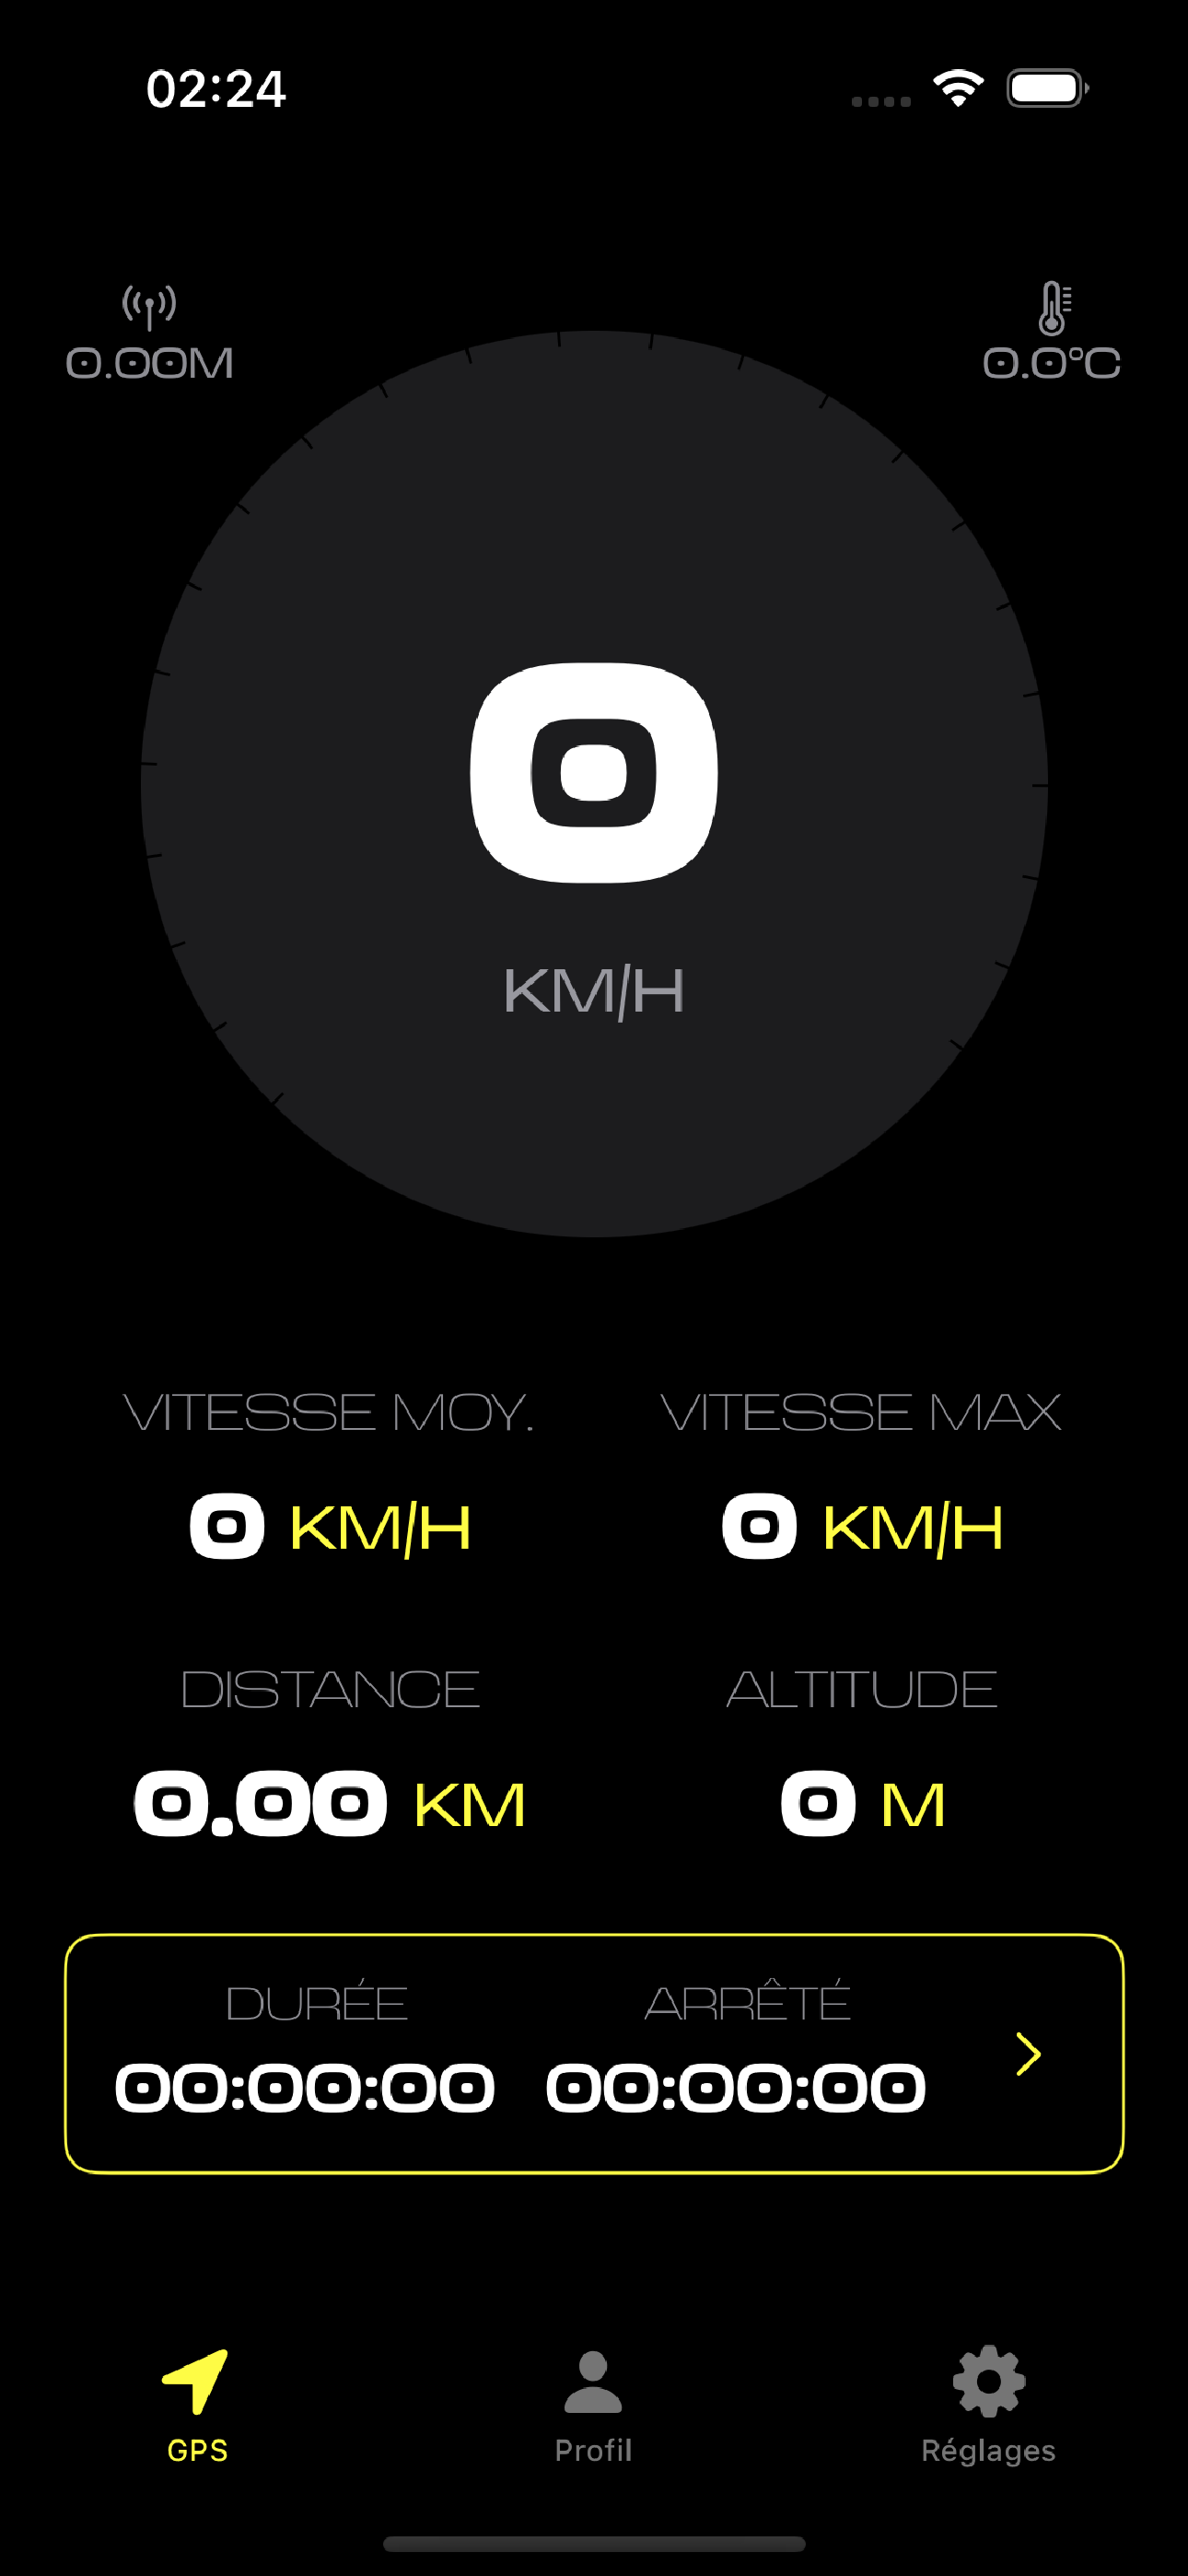 02:24
0.00M
0.0°C
0
KM/H
VITESSE MOY.
VITESSE MAX
0 KM/H
0 KM/H
DISTANCE
ALTITUDE
0.00 KM
0 M
DURÉE
ARRÊTÉ
00:00:00
00:00:00
GPS
Profil
Réglages